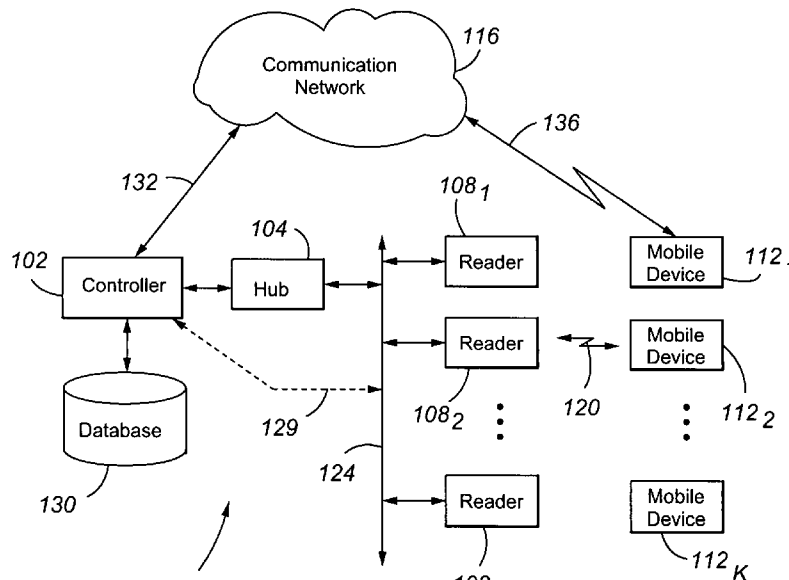 Communication
Network
116
136
132
108 1
104
102
Controller
Hub
Reader
Mobile
Device
112
Reader
Mobile
Device
120
108 2
112 2
Database
129
124
130
Reader
Mobile
Device
112 K